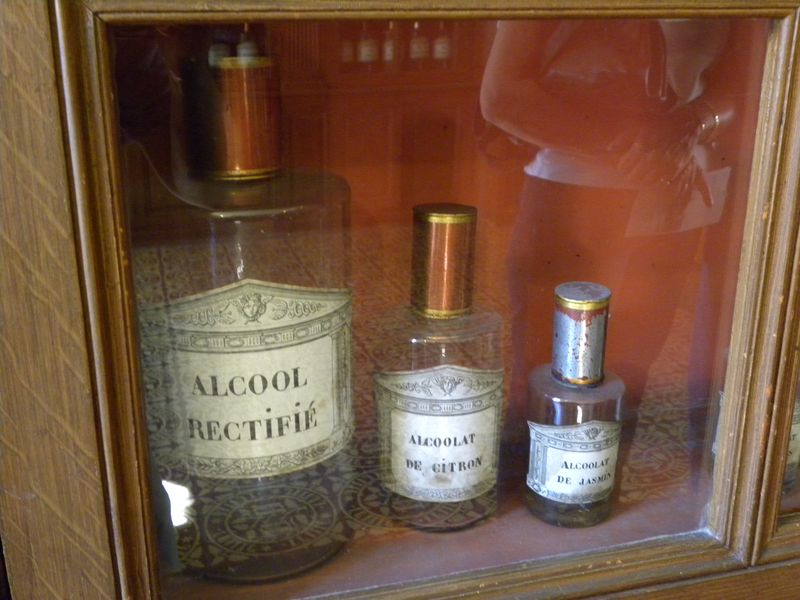 ALCOOL
RECTIFIÉ
ALCOOLAT
DE CITRON
ALCOOLAT
DE JASMIN